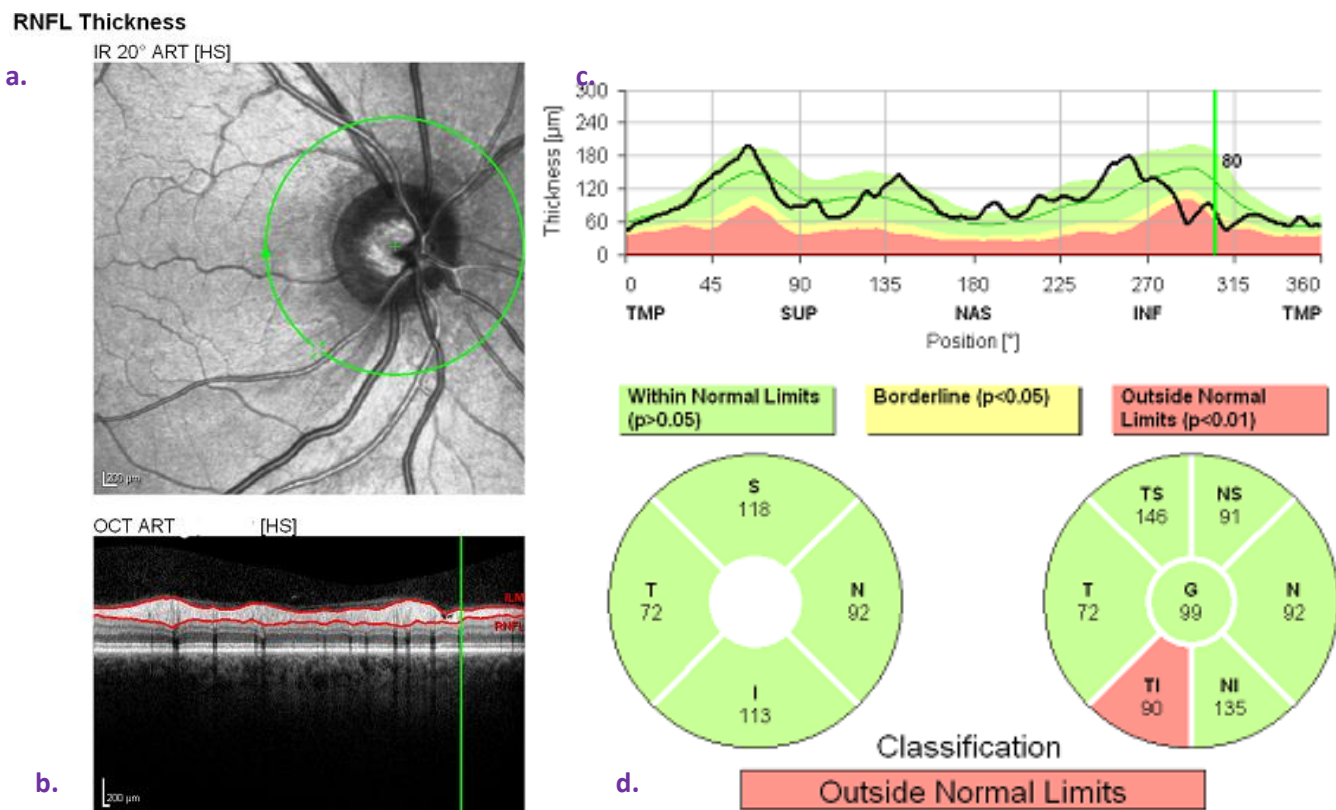 RNFL Thickness
IR 20° ART [HS]
a.
200 µm
OCT ART [HS]
ILM
RNFL
200 µm
b.
c.
Thickness [µm]
300
240
180
120
60
0
80
0 45 90 135 180 225 270 315 360
TMP SUP NAS INF TMP
Position [°]
Within Normal Limits (p>0.05)
Borderline (p<0.05)
Outside Normal Limits (p<0.01)
S
118
T
72
N
92
I
113
TS
146
NS
91
T
72
G
99
N
92
TI
90
NI
135
Classification
d.
Outside Normal Limits